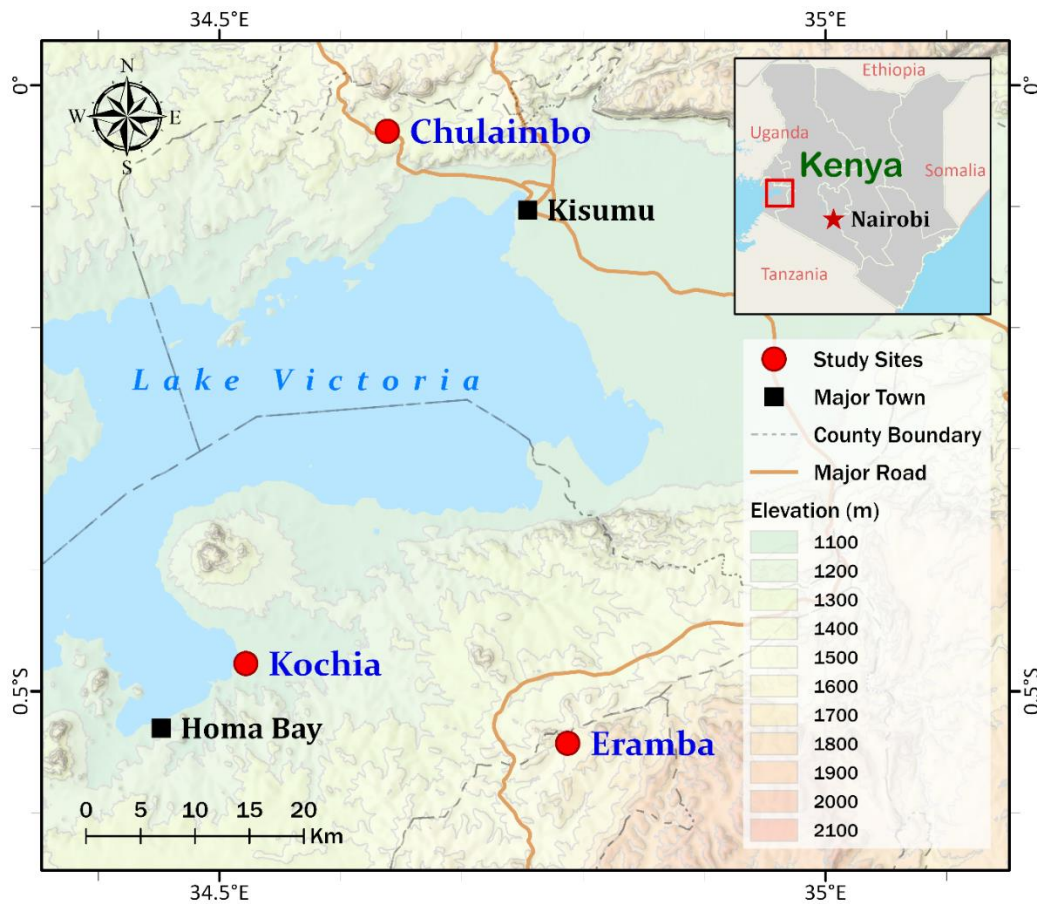 34.5°E
35°E
0°
0°
N
W
E
S
Chulaimbo
Kisumu
Ethiopia
Uganda
Kenya
Somalia
Nairobi
Tanzania
Lake Victoria
Study Sites
Major Town
County Boundary
Major Road
Elevation (m)
1100
1200
1300
1400
1500
1600
1700
1800
1900
2000
2100
Kochia
0.5°S
0.5°S
Homa Bay
Eramba
0 5 10 15 20
Km
34.5°E
35°E